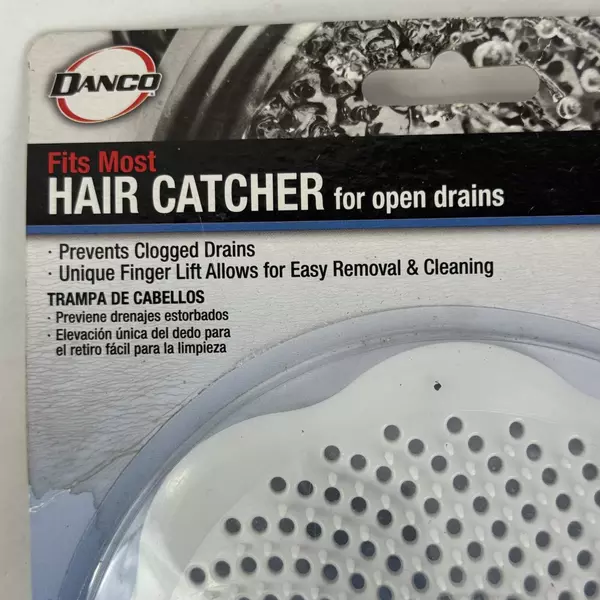 DANCO
Fits Most
HAIR CATCHER for open drains
· Prevents Clogged Drains
· Unique Finger Lift Allows for Easy Removal & Cleaning
TRAMPA DE CABELLOS
· Previene drenajes estorbados
· Elevación única del dedo para
el retiro fácil para la limpieza